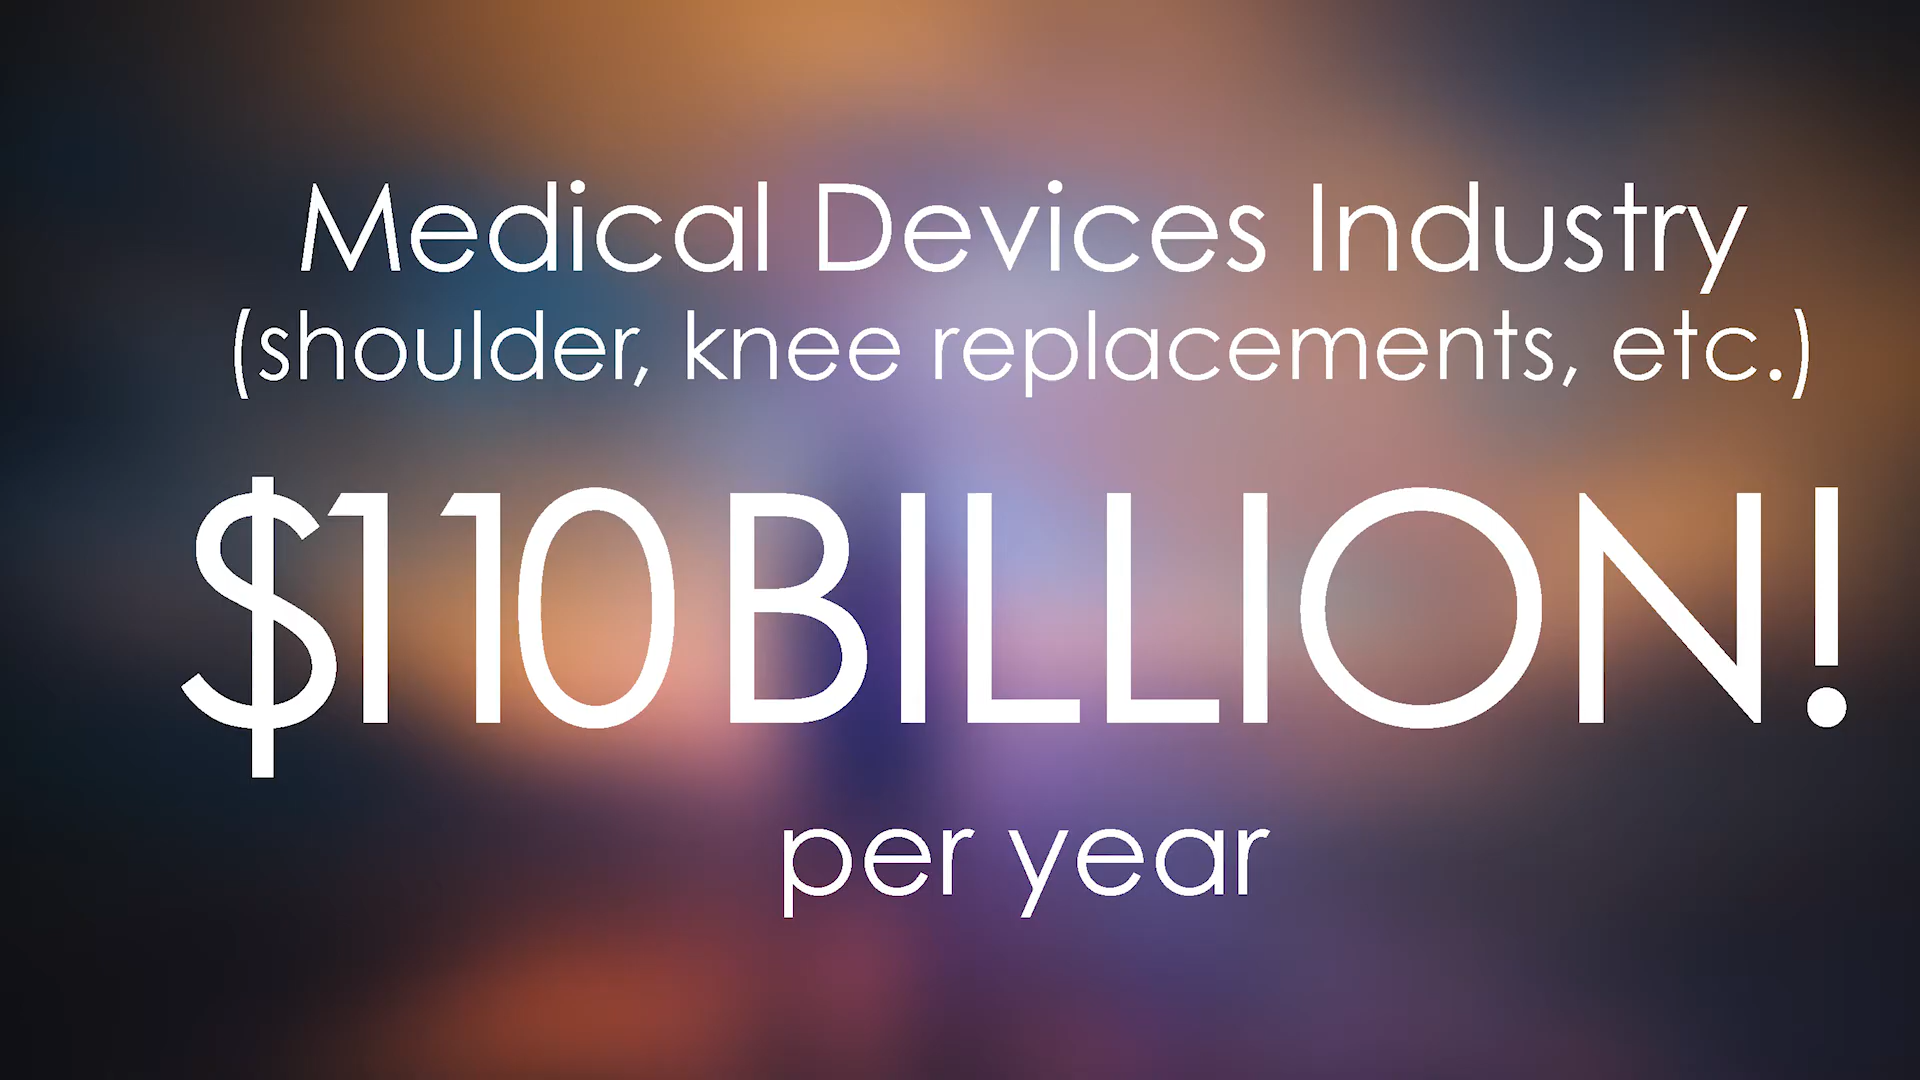 Medical Devices Industry
(shoulder, knee replacements, etc.)
$110 BILLION!
per year